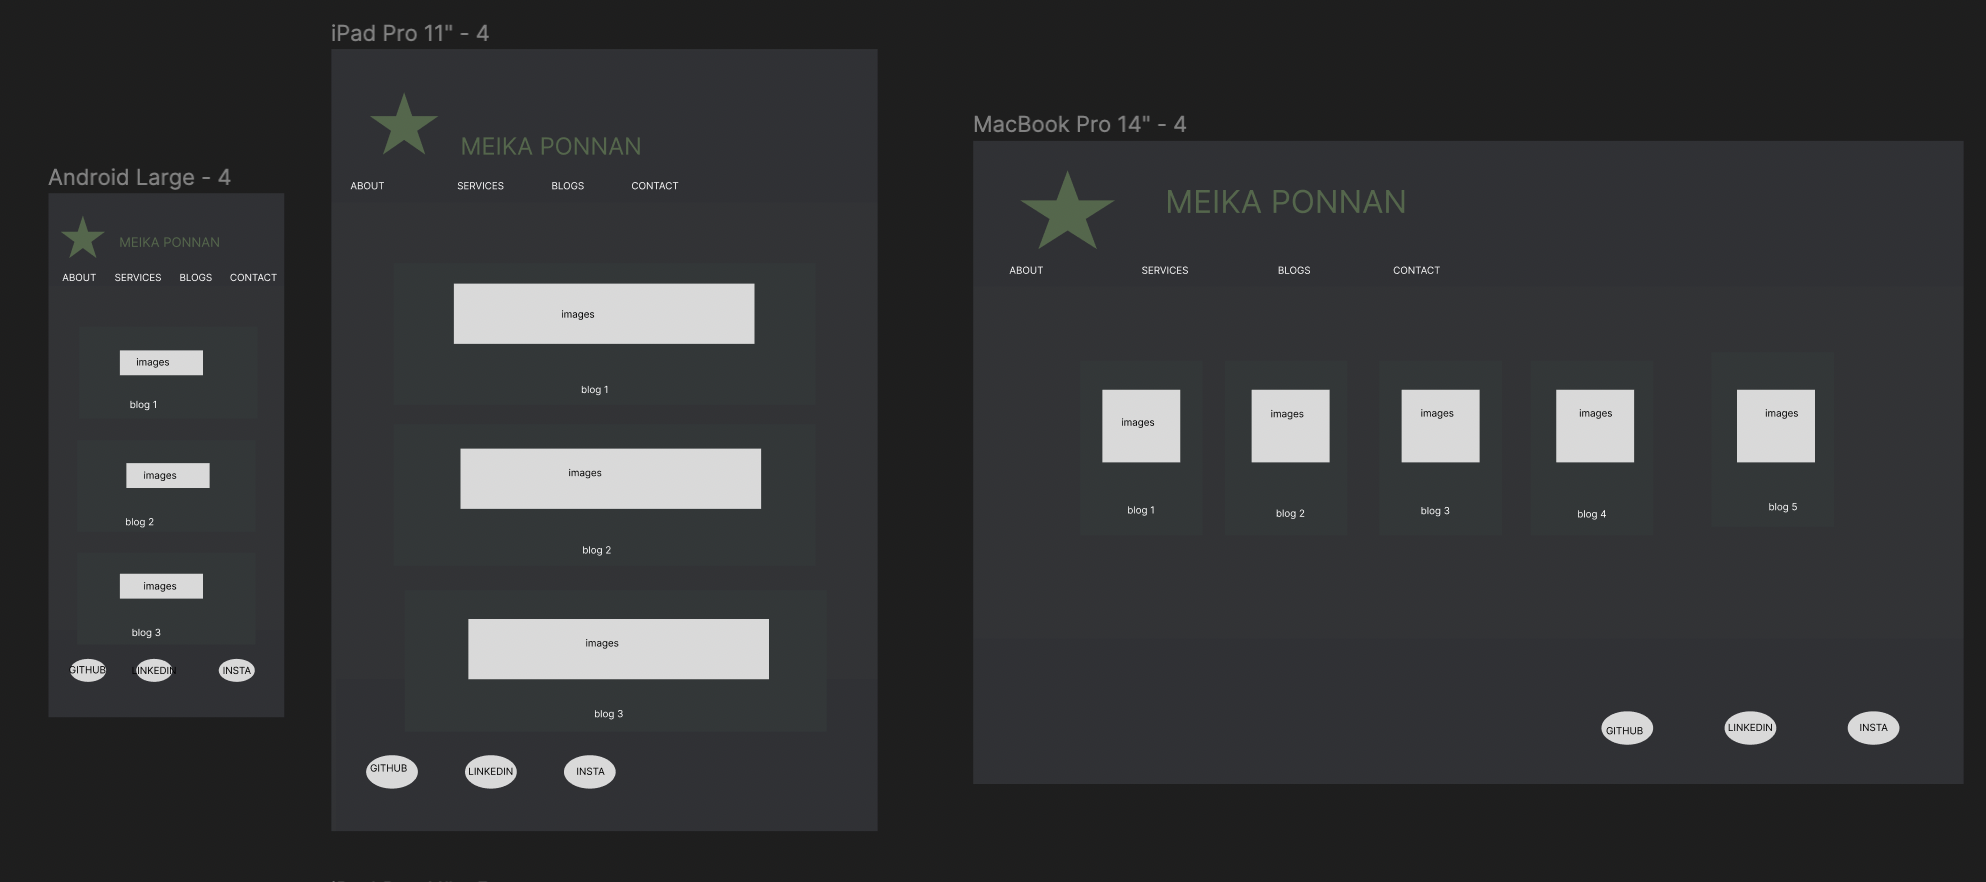 Android Large - 4
MEIKA PONNAN
ABOUT SERVICES BLOGS CONTACT
images
blog 1
images
blog 2
images
blog 3
GITHUB LINKEDIN INSTA
iPad Pro 11" - 4
MEIKA PONNAN
ABOUT SERVICES BLOGS CONTACT
images
blog 1
images
blog 2
images
blog 3
GITHUB LINKEDIN INSTA
MacBook Pro 14" - 4
MEIKA PONNAN
ABOUT SERVICES BLOGS CONTACT
images images images images images
blog 1 blog 2 blog 3 blog 4 blog 5
GITHUB LINKEDIN INSTA